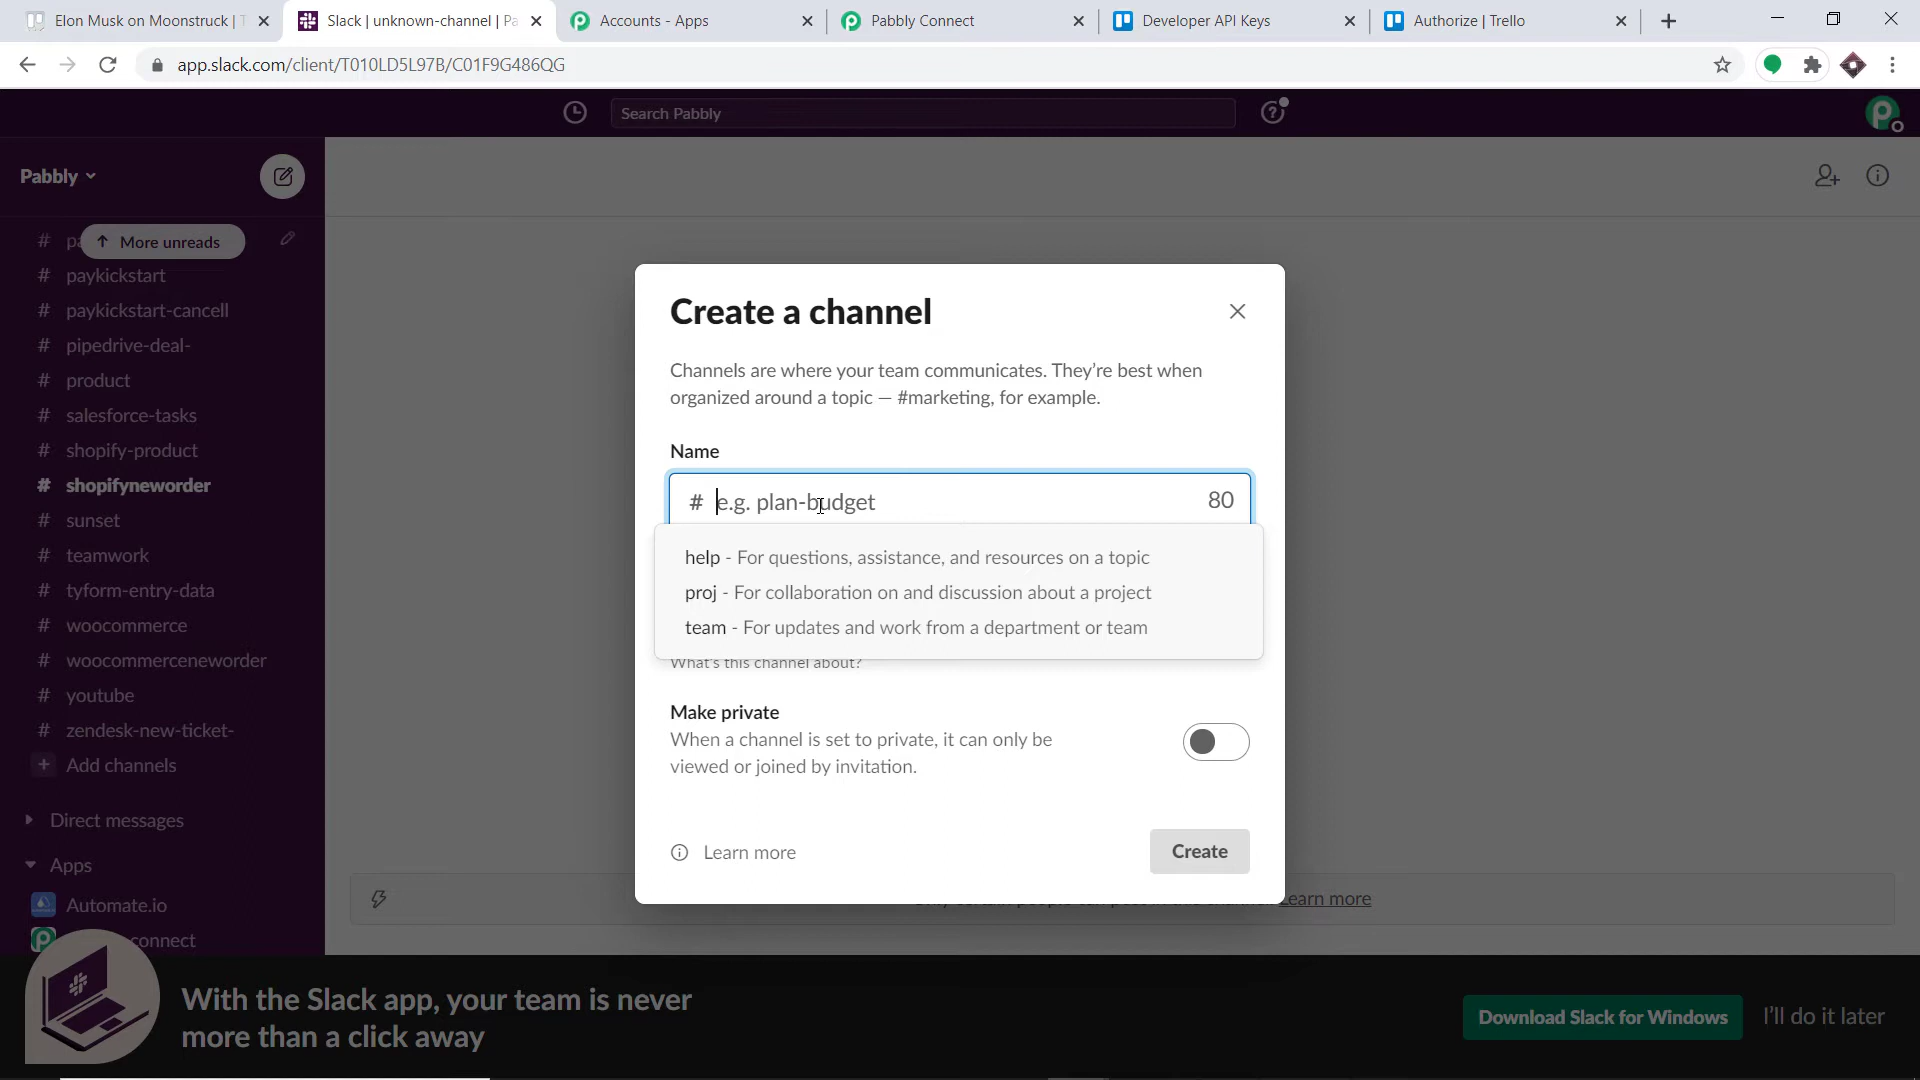 Elon Musk on Moonstruck | T
Slack | unknown-channel | Pa
Accounts - Apps
Pabbly Connect
Developer API Keys
Authorize | Trello
app.slack.com/client/T010LD5L97B/C01F9G486QG
Search Pabbly
Pabbly
# pa
More unreads
# paykickstart
# paykickstart-cancell
# pipedrive-deal-
# product
# salesforce-tasks
# shopify-product
# shopifyneworder
# sunset
# teamwork
# tyform-entry-data
# woocommerce
# woocommerceneworder
# youtube
# zendesk-new-ticket-
+ Add channels
Direct messages
Apps
Automate.io
connect
Create a channel
Channels are where your team communicates. They’re best when
organized around a topic — #marketing, for example.
Name
# e.g. plan-budget 80
help - For questions, assistance, and resources on a topic
proj - For collaboration on and discussion about a project
team - For updates and work from a department or team
What's this channel about?
Make private
When a channel is set to private, it can only be
viewed or joined by invitation.
Learn more
Create
Learn more
With the Slack app, your team is never
more than a click away
Download Slack for Windows
I’ll do it later